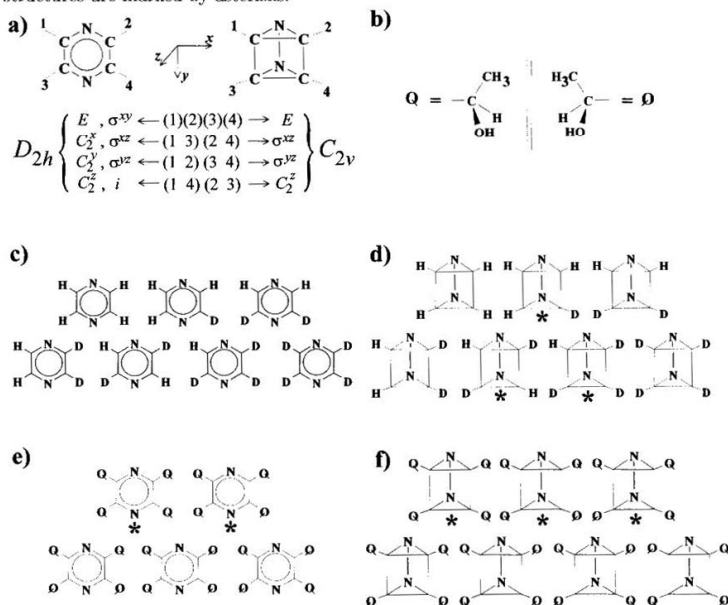 structures are marked by asterisks.
a)
1 N 2
C C
C C
3 N 4
x
z
y
1 2
C C
N N
C C
3 4
D2h { E , σxy ← (1)(2)(3)(4) → E } C2v
C2x , σxz ← (1 3) (2 4) → σxz
C2y , σyz ← (1 2) (3 4) → σyz
C2z , i ← (1 4) (2 3) → C2z
b)
CH3 H3C
Q = C C = Ø
H H
OH HO
c)
H N H H N H H N H
H N H H N D D N D
H N D H N D H N D D N D
H N D D N H D N D D N D
d)
H N H H N H H N H
H N H H N D D N D
* 
H N D H N D H N D D N D
H N D D N H D N D D N D
* *
e)
Q N Q Q N Q
Q N Q Q N Ø
* *
Q N Q Q N Ø Q N Ø
Ø N Ø Q N Ø Ø N Q
f)
Q N Q Q N Q Q N Q
Q N Q Q N Ø Ø N Ø
* * *
Q N Q Q N Ø Q N Ø Ø N Q
Ø N Ø Q N Ø Ø N Q Q N Ø